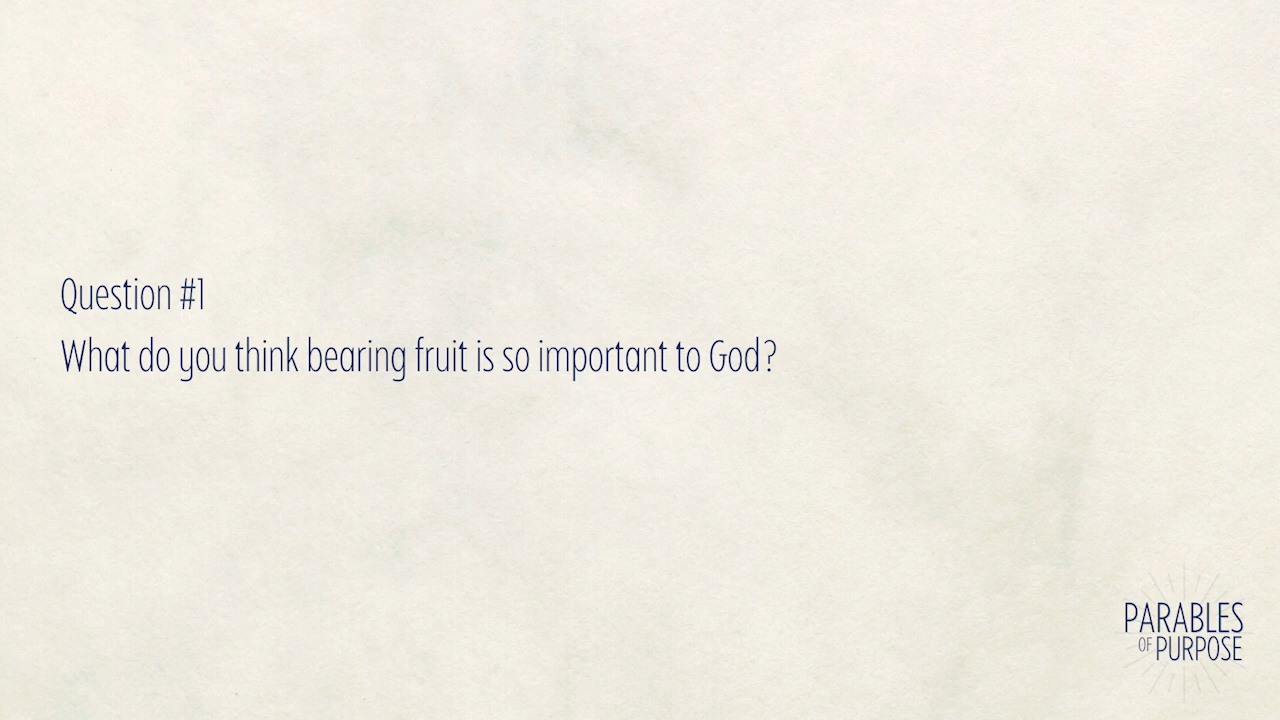 Question #1
What do you think bearing fruit is so important to God?
PARABLES
OF PURPOSE